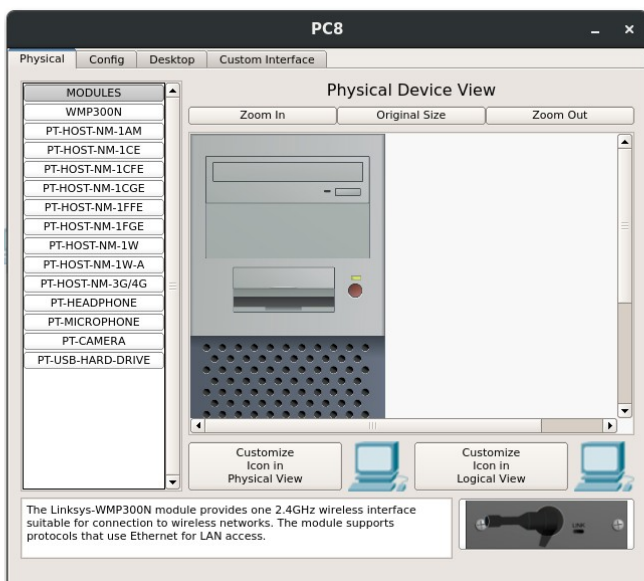 PC8
Physical
Config
Desktop
Custom Interface
MODULES
WMP300N
PT-HOST-NM-1AM
PT-HOST-NM-1CE
PT-HOST-NM-1CFE
PT-HOST-NM-1CGE
PT-HOST-NM-1FFE
PT-HOST-NM-1FGE
PT-HOST-NM-1W
PT-HOST-NM-1W-A
PT-HOST-NM-3G/4G
PT-HEADPHONE
PT-MICROPHONE
PT-CAMERA
PT-USB-HARD-DRIVE
Physical Device View
Zoom In
Original Size
Zoom Out
Customize
Icon in
Physical View
Customize
Icon in
Logical View
The Linksys-WMP300N module provides one 2.4GHz wireless interface
suitable for connection to wireless networks. The module supports
protocols that use Ethernet for LAN access.
LINK